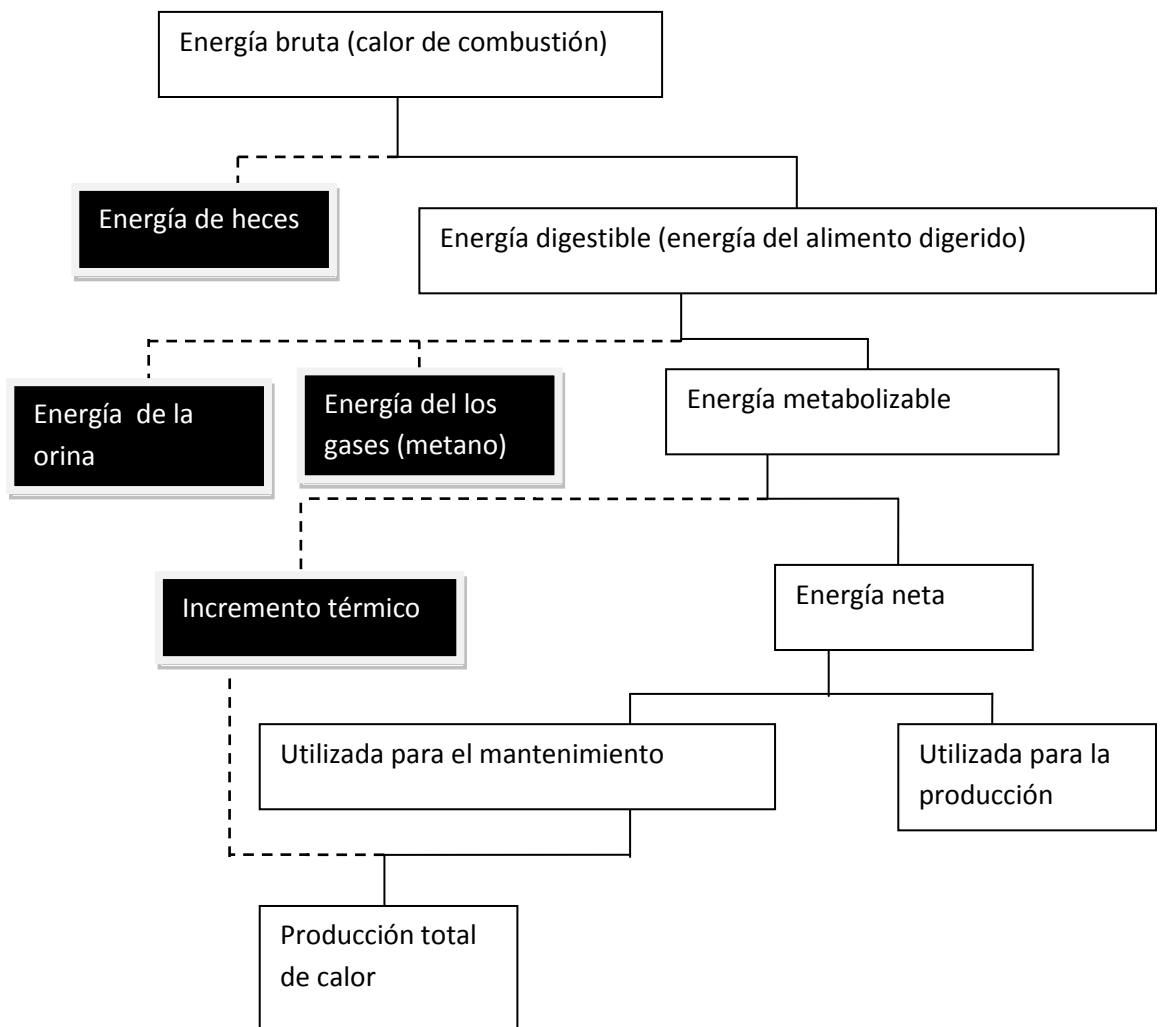 Energía bruta (calor de combustión)
Energía de heces
Energía digestible (energía del alimento digerido)
Energía de la
orina
Energía del los
gases (metano)
Energía metabolizable
Incremento térmico
Energía neta
Utilizada para el mantenimiento
Utilizada para la
producción
Producción total
de calor